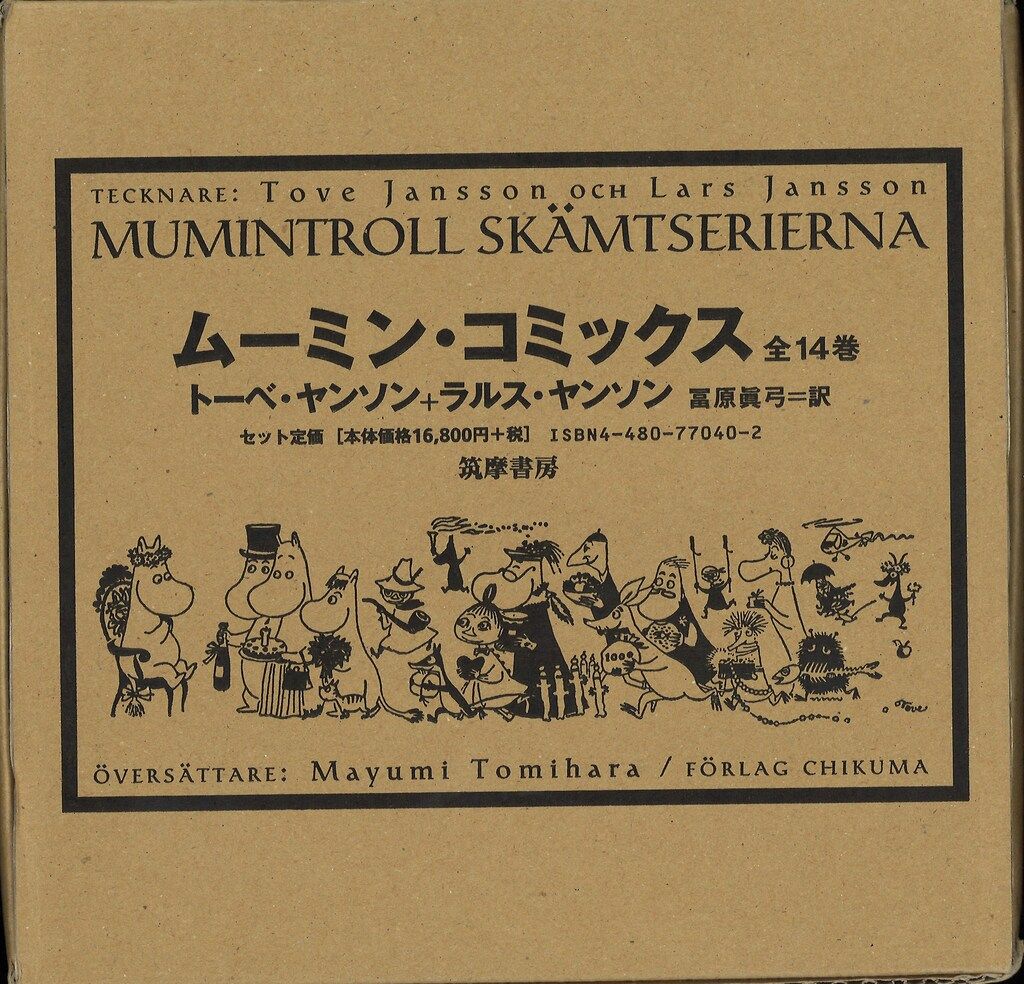 TECKNARE: Tove Jansson OCH Lars Jansson
MUMINTROLL SKÄMTSERIERNA
ムーミン・コミックス 全14巻
トーベ・ヤンソン+ラルス・ヤンソン 冨原眞弓=訳
セット定価［本体価格16,800円+税］ ISBN4-480-77040-2
筑摩書房
1000
Tove
ÖVERSÄTTARE: Mayumi Tomihara / FÖRLAG CHIKUMA